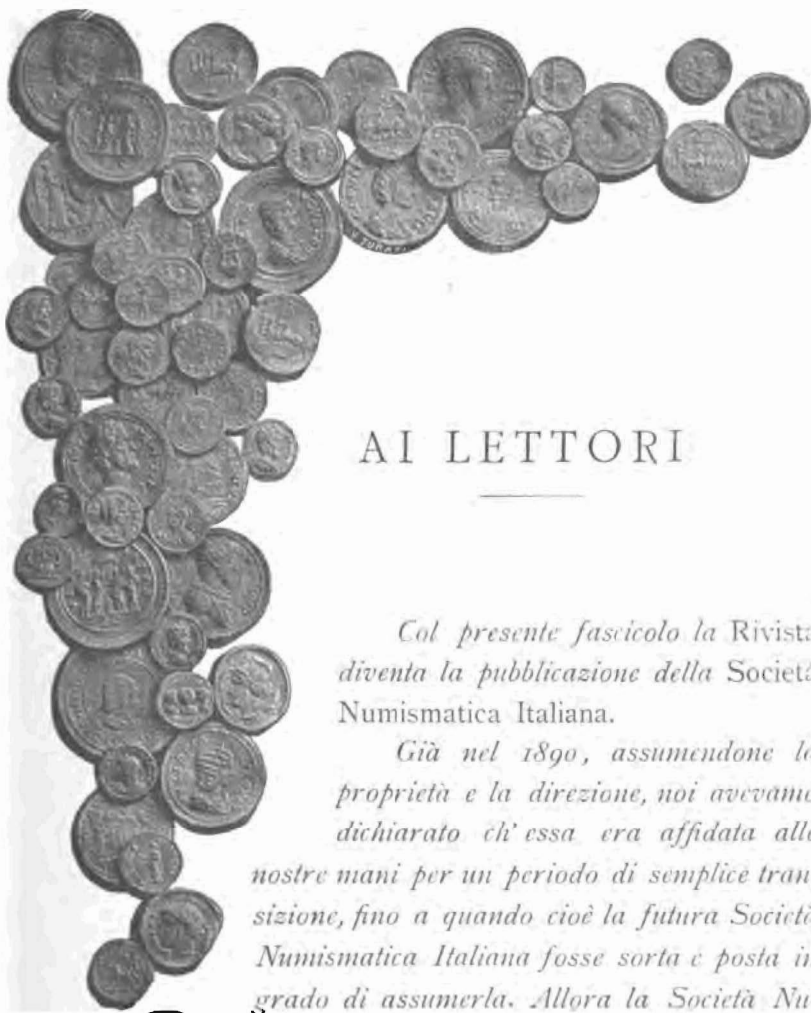 AI LETTORI
Col presente fascicolo la Rivista
diventa la pubblicazione della Società
Numismatica Italiana.
Già nel 1890, assumendone la
proprietà e la direzione, noi avevamo
dichiarato ch' essa era affidata alle
nostre mani per un periodo di semplice tran
sizione, fino a quando cioè la futura Società
Numismatica Italiana fosse sorta e posta in
grado di assumerla. Allora la Società Nu